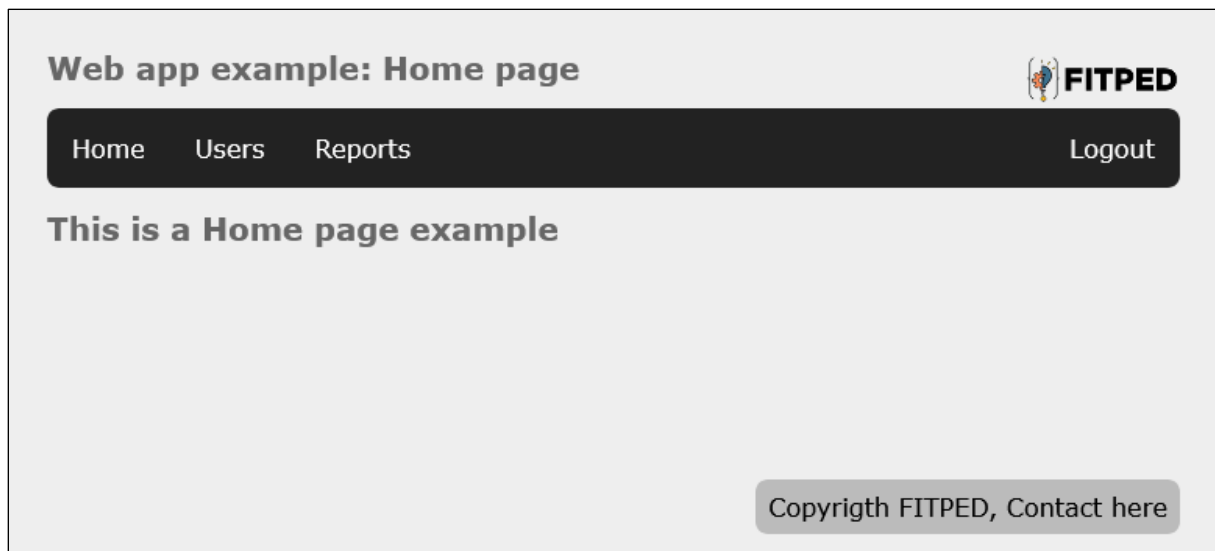 Web app example: Home page
FITPED
Home Users Reports Logout
This is a Home page example
Copyrigth FITPED, Contact here